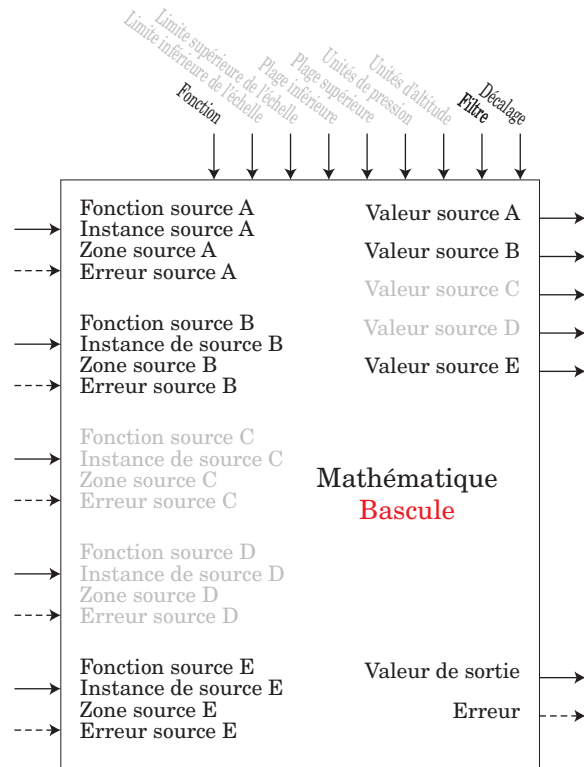 Fonction
Limite inférieure de l'échelle
Limite supérieure de l'échelle
Plage inférieure
Plage supérieure
Unités de pression
Unités d'altitude
Filtre
Décalage
Fonction source A
Instance source A
Zone source A
Erreur source A
Fonction source B
Instance de source B
Zone source B
Erreur source B
Fonction source C
Instance de source C
Zone source C
Erreur source C
Fonction source D
Instance de source D
Zone source D
Erreur source D
Fonction source E
Instance de source E
Zone source E
Erreur source E
Valeur source A
Valeur source B
Valeur source C
Valeur source D
Valeur source E
Mathématique
Bascule
Valeur de sortie
Erreur